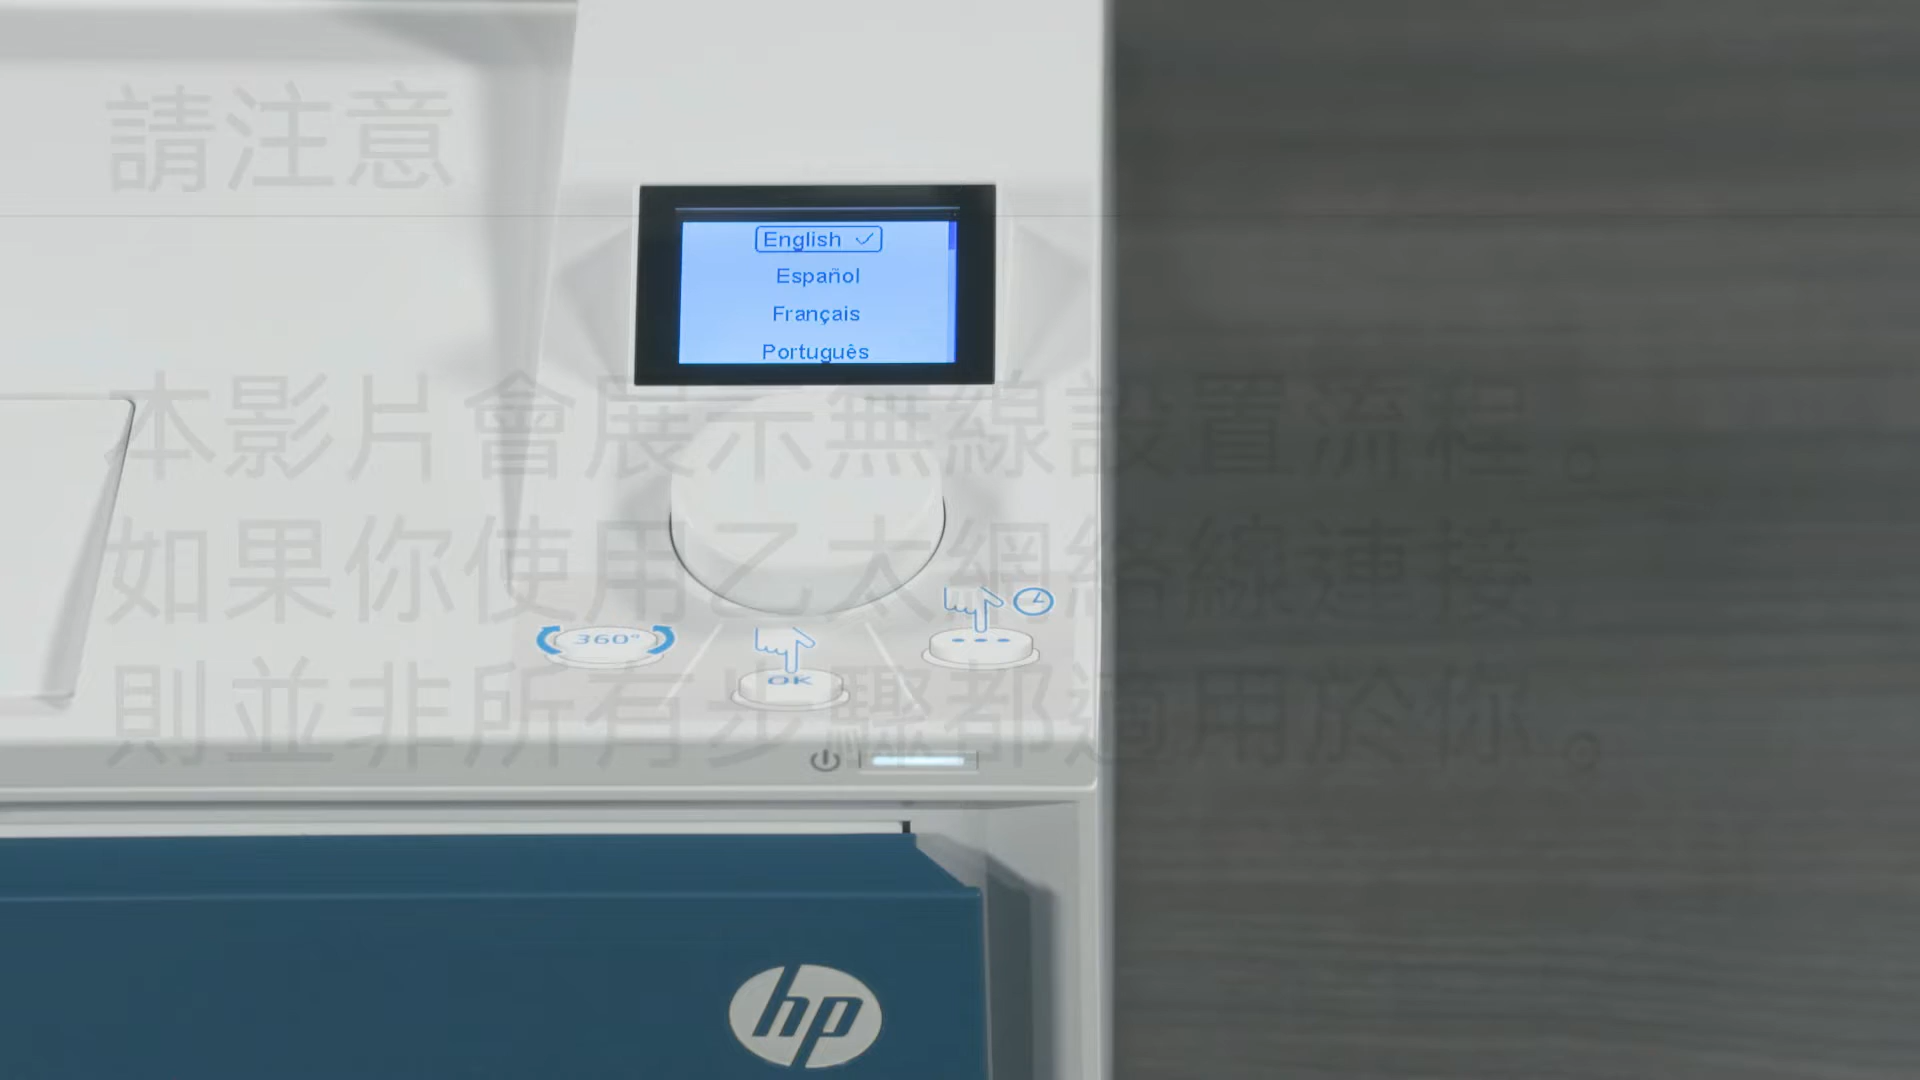 請注意
English
Español
Français
Português
本影片會展示無線設置流程。
如果你使用乙太網絡線連接,
則並非所有步驟都適用於你。
360°
OK
hp